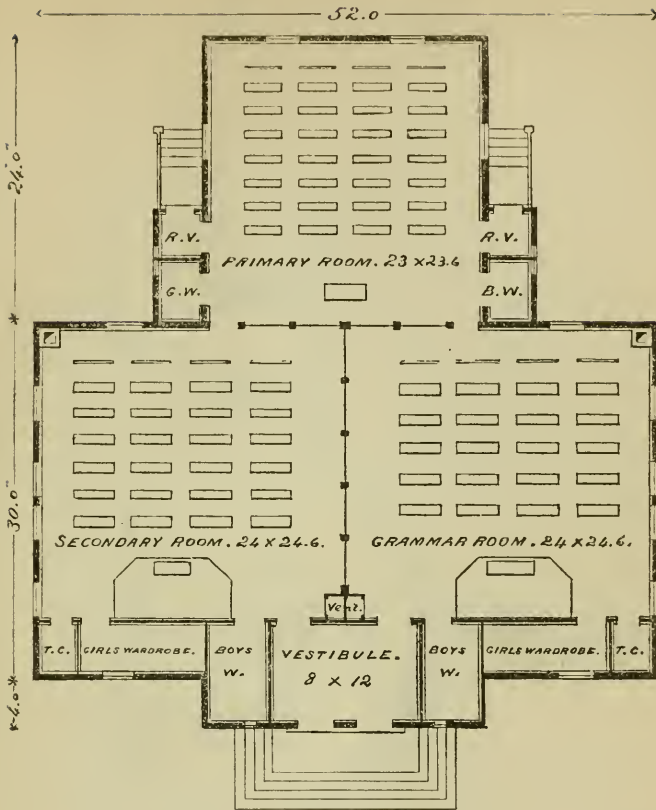 52.0
24.0"
R.V.
R.V.
PRIMARY ROOM. 23 X 23.6
G.W.
B.W.
30.0"
SECONDARY ROOM. 24 X 24.6.
GRAMMAR ROOM. 24 X 24.6.
Vent.
T.C.
GIRLS WARDROBE.
BOYS
W.
VESTIBULE.
8 X 12
BOYS
W.
GIRLS WARDROBE.
T.C.
4.0"